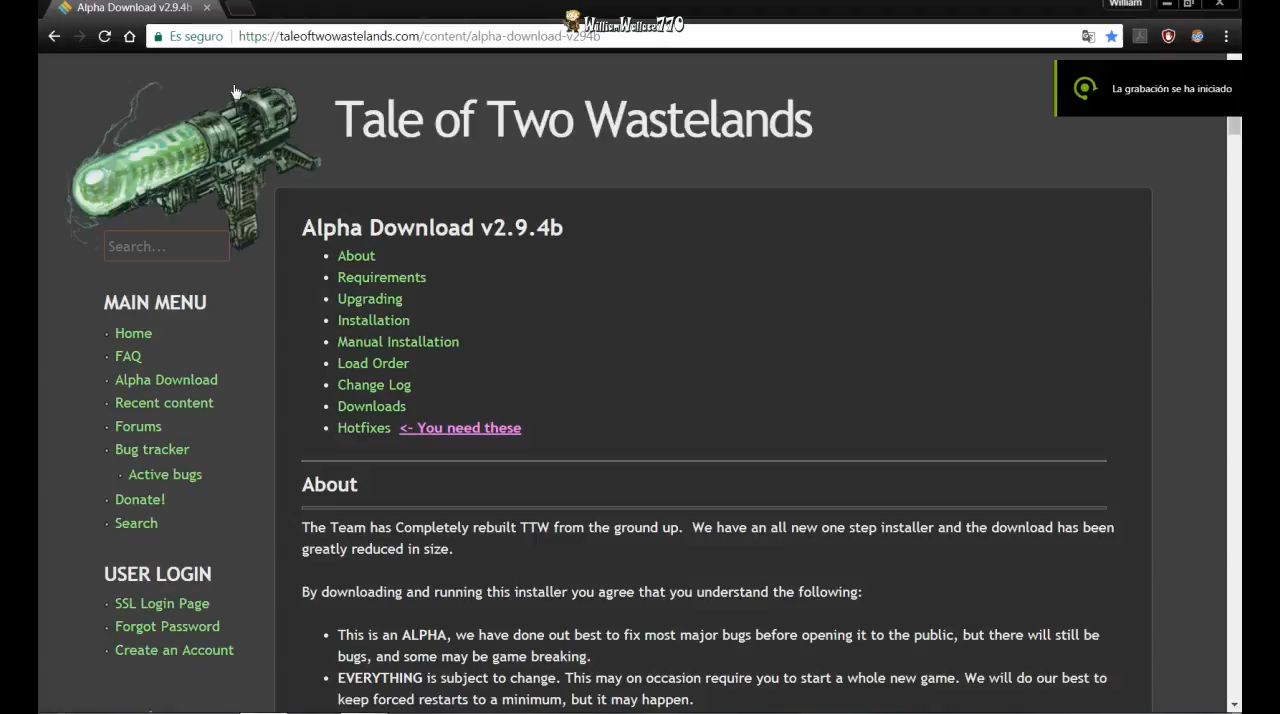 Alpha Download v2.9.4b
William
WilliamWallace770
Es seguro
https://taleoftwowastelands.com/content/alpha-download-v294b
La grabación se ha iniciado
Tale of Two Wastelands
Search...
MAIN MENU
Home
FAQ
Alpha Download
Recent content
Forums
Bug tracker
Active bugs
Donate!
Search
USER LOGIN
SSL Login Page
Forgot Password
Create an Account
Alpha Download v2.9.4b
About
Requirements
Upgrading
Installation
Manual Installation
Load Order
Change Log
Downloads
Hotfixes <- You need these
About
The Team has Completely rebuilt TTW from the ground up. We have an all new one step installer and the download has been
greatly reduced in size.
By downloading and running this installer you agree that you understand the following:
This is an ALPHA, we have done out best to fix most major bugs before opening it to the public, but there will still be
bugs, and some may be game breaking.
EVERYTHING is subject to change. This may on occasion require you to start a whole new game. We will do our best to
keep forced restarts to a minimum, but it may happen.